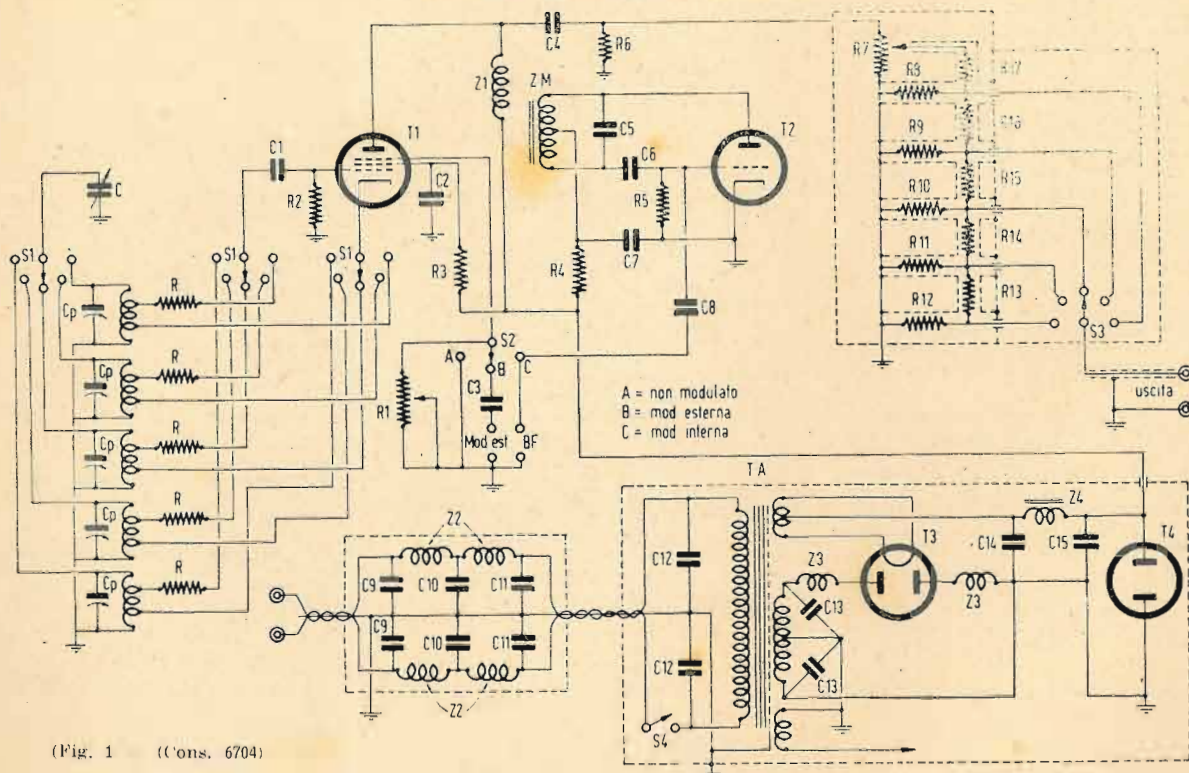 C4
R6
R7
R17
R8
Z1
Z M
R16
T1
T2
R9
C5
C1
C6
R15
C
R2
C2
R5
R10
R14
S1
S1
S1
R3
R4
C7
R11
R
R13
Cp
R12
C8
S3
S2
R
A
B
C
Cp
C3
uscita
R1
A = non modulato
B = mod esterna
C = mod interna
R
Mod est
BF
Cp
T A
R
Z4
Cp
Z2
C12
T3
C14
C15
T4
R
C9
C10
C11
Z3
Z3
Cp
C13
C9
C10
C11
C12
C13
Z2
S4
(Fig. 1 (Cons. 6704)